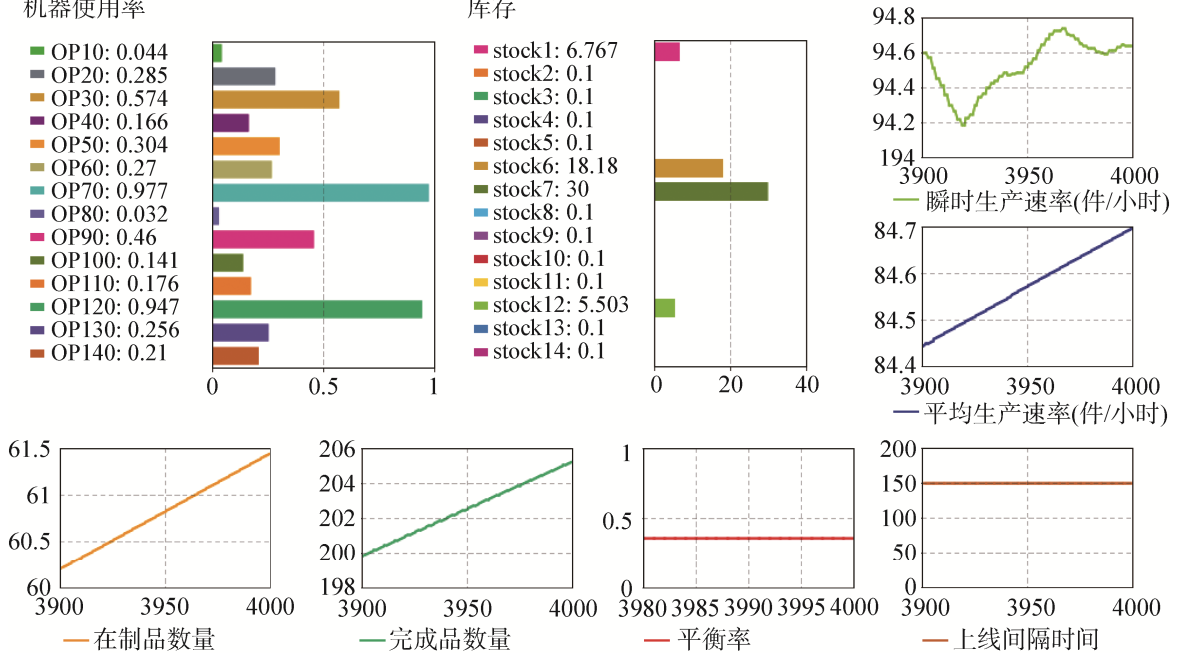 机器使用率
OP10: 0.044
OP20: 0.285
OP30: 0.574
OP40: 0.166
OP50: 0.304
OP60: 0.27
OP70: 0.977
OP80: 0.032
OP90: 0.46
OP100: 0.141
OP110: 0.176
OP120: 0.947
OP130: 0.256
OP140: 0.21
0 0.5 1
库存
stock1: 6.767
stock2: 0.1
stock3: 0.1
stock4: 0.1
stock5: 0.1
stock6: 18.18
stock7: 30
stock8: 0.1
stock9: 0.1
stock10: 0.1
stock11: 0.1
stock12: 5.503
stock13: 0.1
stock14: 0.1
0 20 40
94.8
94.6
94.4
94.2
194
3900 3950 4000
瞬时生产速率(件/小时)
84.7
84.6
84.5
84.4
3900 3950 4000
平均生产速率(件/小时)
61.5
61
60.5
60
3900 3950 4000
在制品数量
206
204
202
200
198
3900 3950 4000
完成品数量
1
0.5
0
3980 3985 3990 3995 4000
平衡率
200
150
100
50
0
3900 3950 4000
上线间隔时间